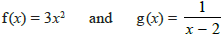 f(x) = 3x² and g(x) = 1/(x − 2)